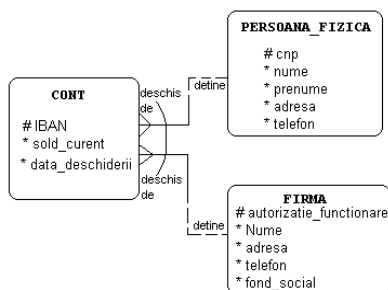 PERSOANA_FIZICA
# cnp
* nume
* prenume
* adresa
* telefon
CONT
# IBAN
* sold_curent
* data_deschiderii
deschis
de
detine
deschis
de
detine
FIRMA
# autorizatie_functionare
* Nume
* adresa
* telefon
* fond_social